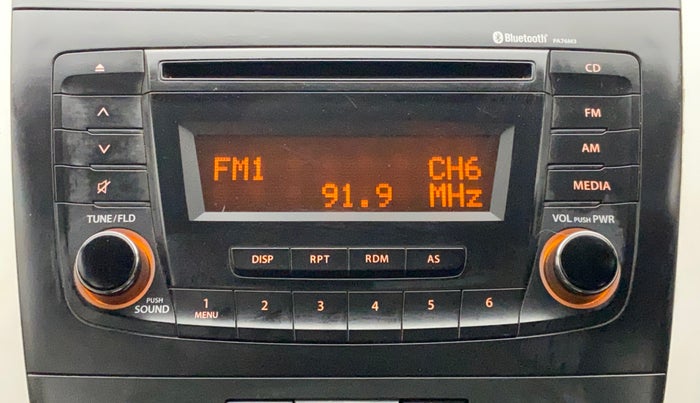 Bluetooth
PA76M3
CD
FM
AM
MEDIA
FM1 CH6
91.9 MHz
TUNE/FLD
VOL PUSH PWR
DISP RPT RDM AS
PUSH
SOUND
1 2 3 4 5 6
MENU